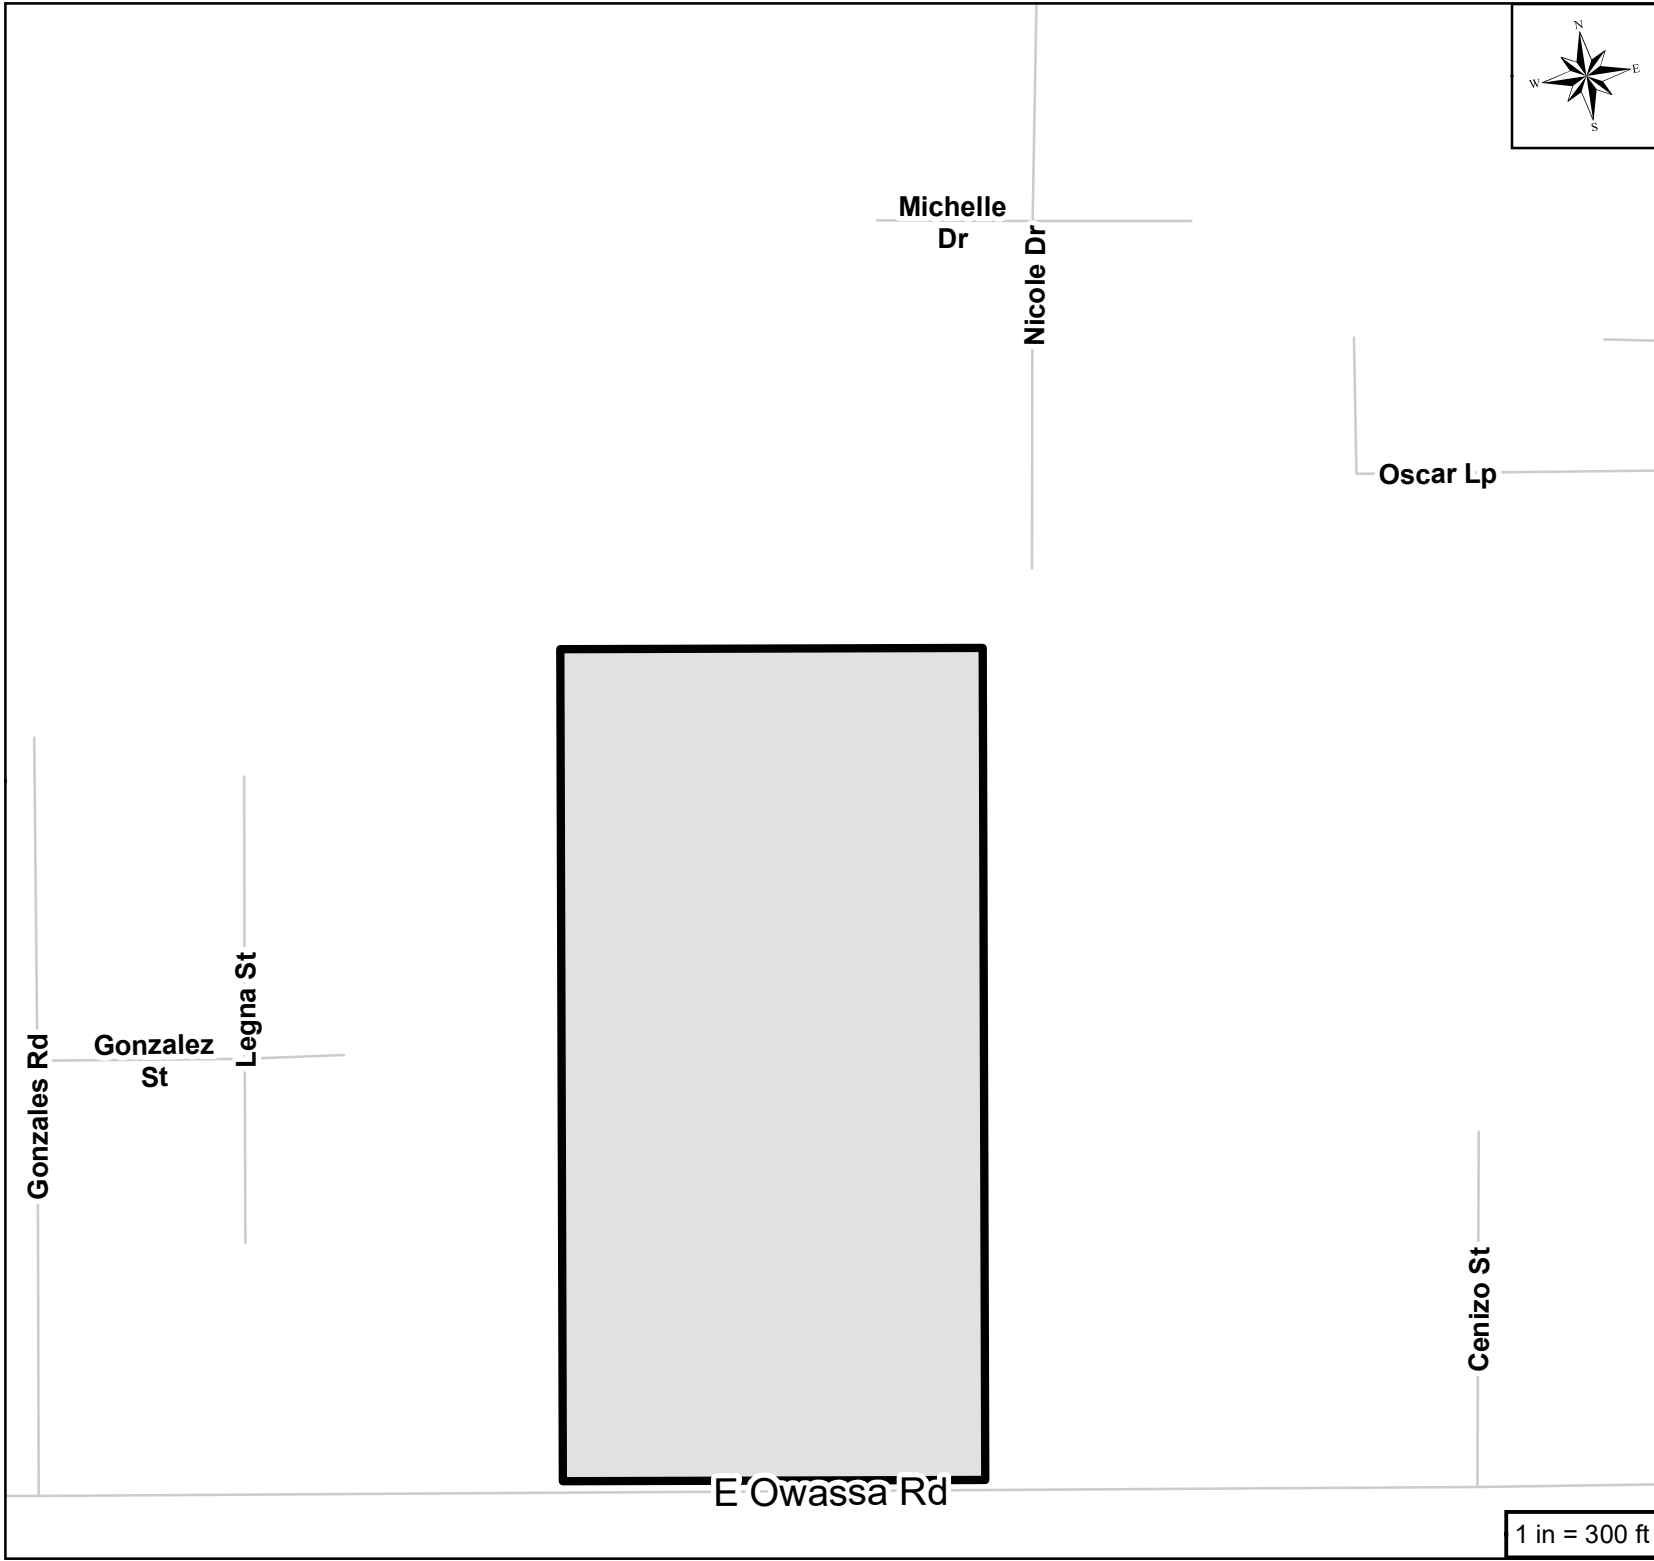 N
W
E
S
Michelle
Dr
Nicole Dr
Oscar Lp
Legna St
Gonzales Rd
Gonzalez
St
Cenizo St
E Owassa Rd
1 in = 300 ft